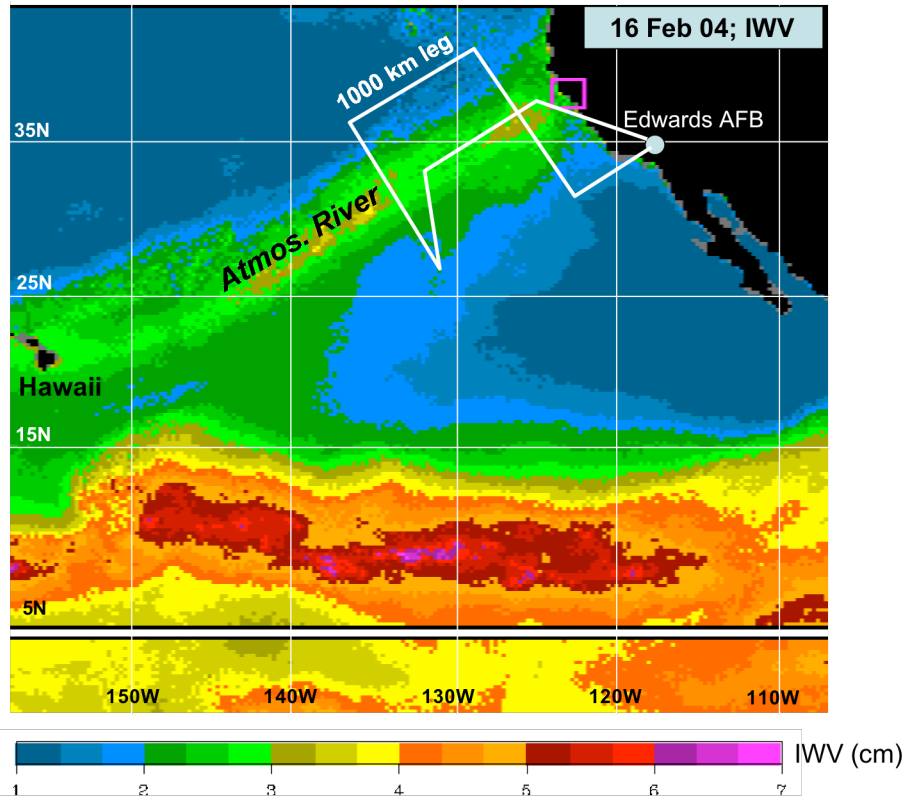 16 Feb 04; IWV
1000 km leg
35N
Edwards AFB
Atmos. River
25N
Hawaii
15N
5N
150W 140W 130W 120W 110W
IWV (cm)
1 2 3 4 5 6 7